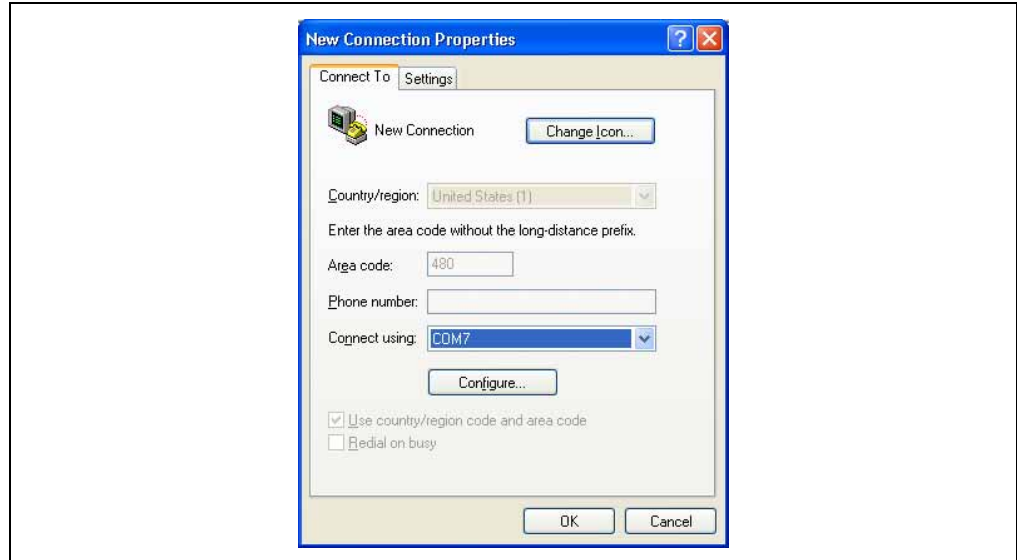 New Connection Properties
Connect To Settings
New Connection Change Icon...
Country/region: United States (1)
Enter the area code without the long-distance prefix.
Area code: 480
Phone number:
Connect using: COM7
Configure...
Use country/region code and area code
Redial on busy
OK Cancel